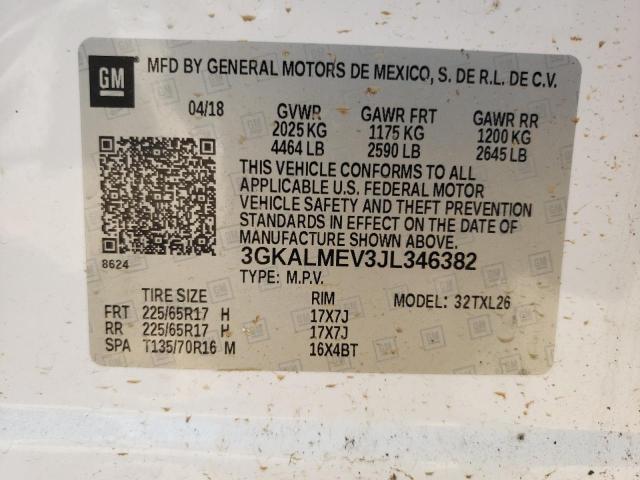 GM MFD BY GENERAL MOTORS DE MEXICO, S. DE R.L. DE C.V.
04/18 GVWR GAWR FRT GAWR RR
2025 KG 1175 KG 1200 KG
4464 LB 2590 LB 2645 LB
THIS VEHICLE CONFORMS TO ALL
APPLICABLE U.S. FEDERAL MOTOR
VEHICLE SAFETY AND THEFT PREVENTION
STANDARDS IN EFFECT ON THE DATE OF
MANUFACTURE SHOWN ABOVE.
8624 3GKALMEV3JL346382
TYPE: M.P.V.
TIRE SIZE RIM MODEL: 32TXL26
FRT 225/65R17 H 17X7J
RR 225/65R17 H 17X7J
SPA T135/70R16 M 16X4BT